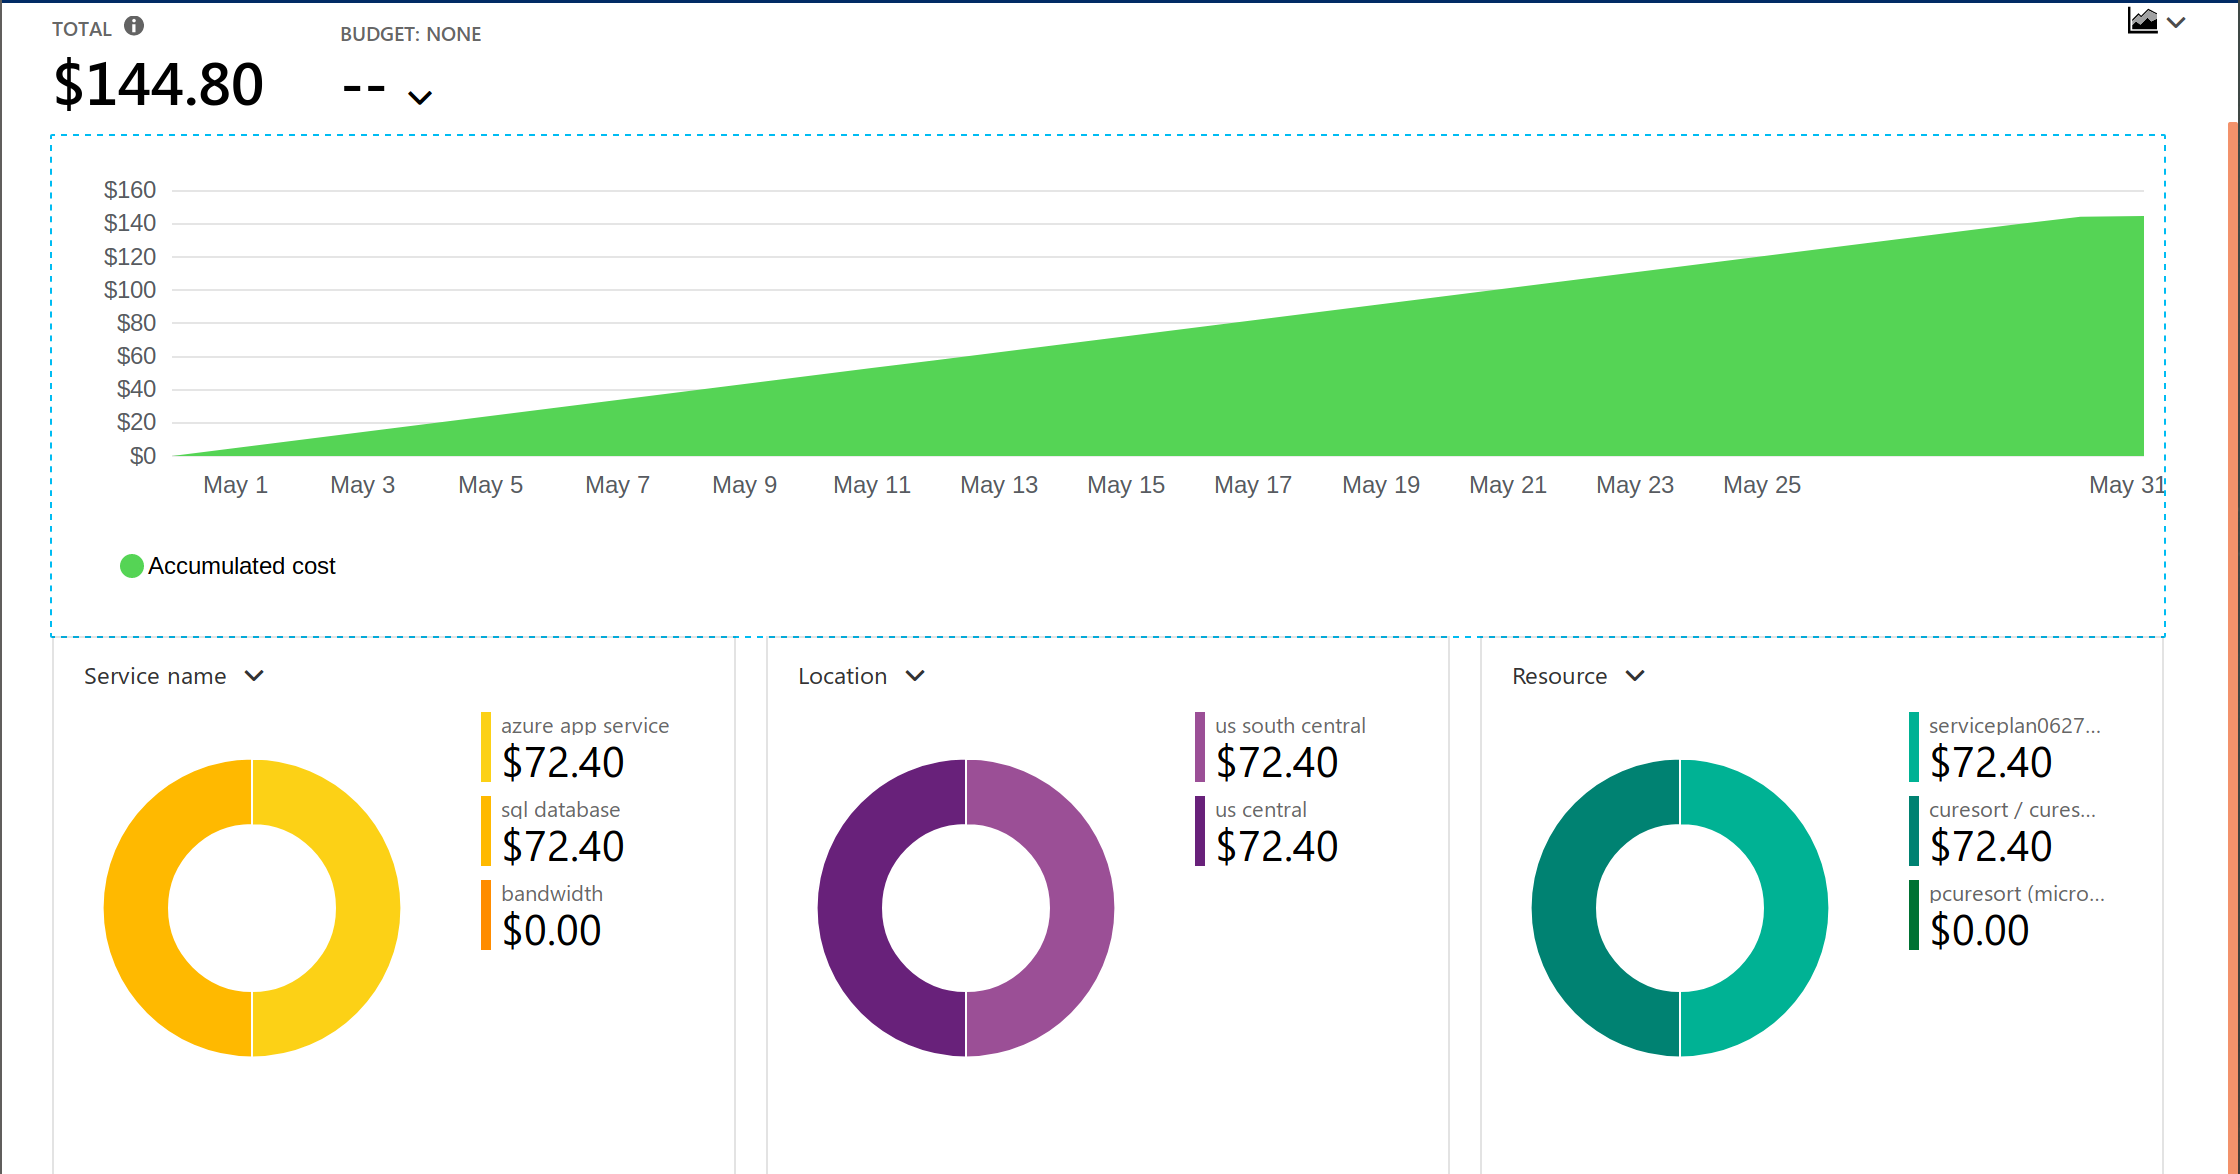 TOTAL
BUDGET: NONE
$144.80
--
$160
$140
$120
$100
$80
$60
$40
$20
$0
May 1 May 3 May 5 May 7 May 9 May 11 May 13 May 15 May 17 May 19 May 21 May 23 May 25 May 31
Accumulated cost
Service name
azure app service
$72.40
sql database
$72.40
bandwidth
$0.00
Location
us south central
$72.40
us central
$72.40
Resource
serviceplan0627...
$72.40
curesort / cures...
$72.40
pcuresort (micro...
$0.00